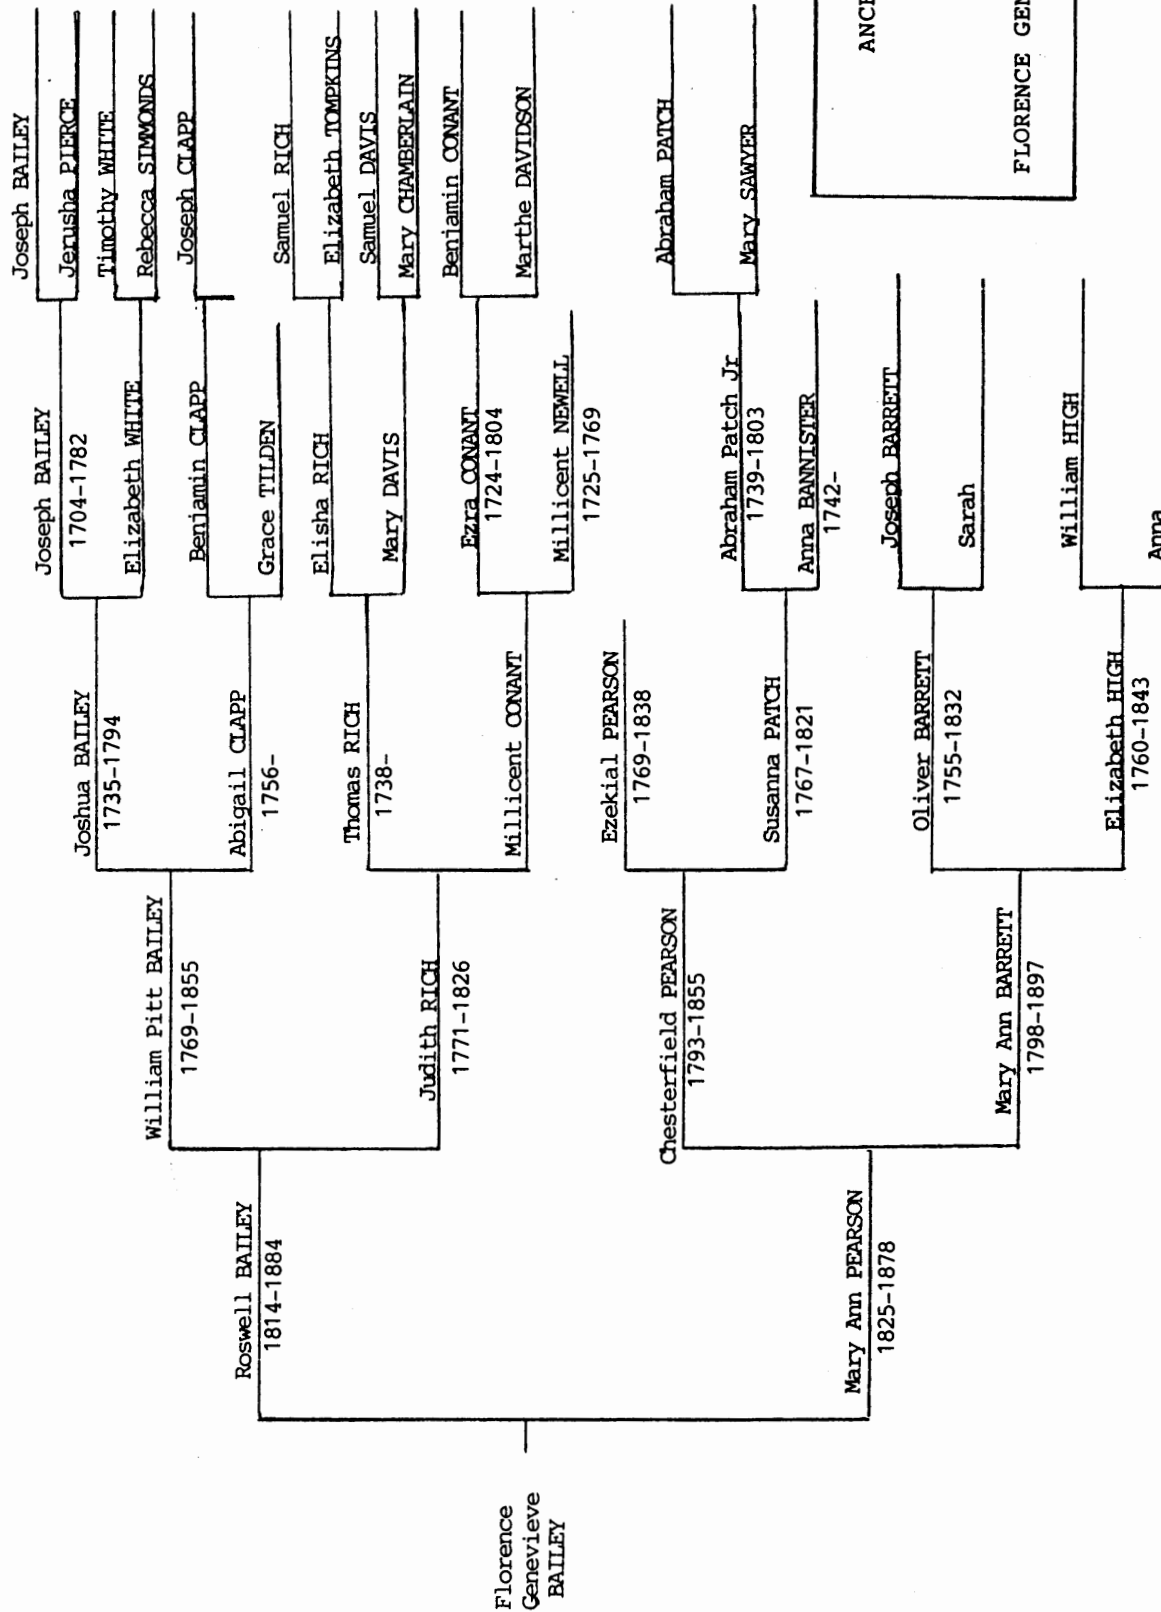 Florence
Genevieve
BAILEY
Roswell BAILEY
1814-1884
Mary Ann PEARSON
1825-1878
William Pitt BAILEY
1769-1855
Judith RICH
1771-1826
Chesterfield PEARSON
1793-1855
Mary Ann BARRETT
1798-1897
Joshua BAILEY
1735-1794
Abigail CLAPP
1756-
Thomas RICH
1738-
Millicent CONANT
Ezekial PEARSON
1769-1838
Susanna PATCH
1767-1821
Oliver BARRETT
1755-1832
Elizabeth HIGH
1760-1843
Joseph BAILEY
1704-1782
Elizabeth WHITE
Benjamin CLAPP
Grace TILDEN
Elisha RICH
Mary DAVIS
Ezra CONANT
1724-1804
Millicent NEWELL
1725-1769
Abraham Patch Jr
1739-1803
Anna BANNISTER
1742-
Joseph BARRETT
Sarah
William HIGH
Anna
Joseph BAILEY
Jerusha PIERCE
Timothy WHITE
Rebecca SIMMONDS
Joseph CLAPP
Samuel RICH
Elizabeth TOMPKINS
Samuel DAVIS
Mary CHAMBERLAIN
Benjamin CONANT
Marthe DAVIDSON
Abraham PATCH
Mary SAWYER
ANCE
FLORENCE GEN